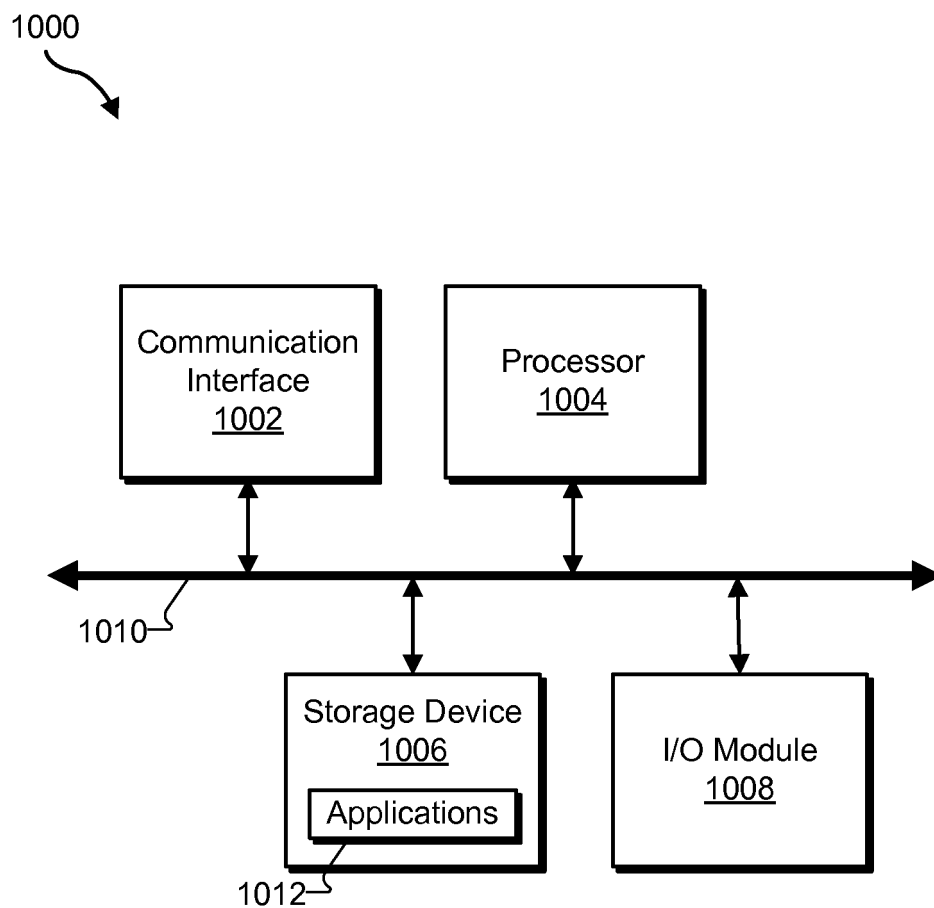 1000
Communication
Interface
1002
Processor
1004
1010
Storage Device
1006
Applications
1012
I/O Module
1008